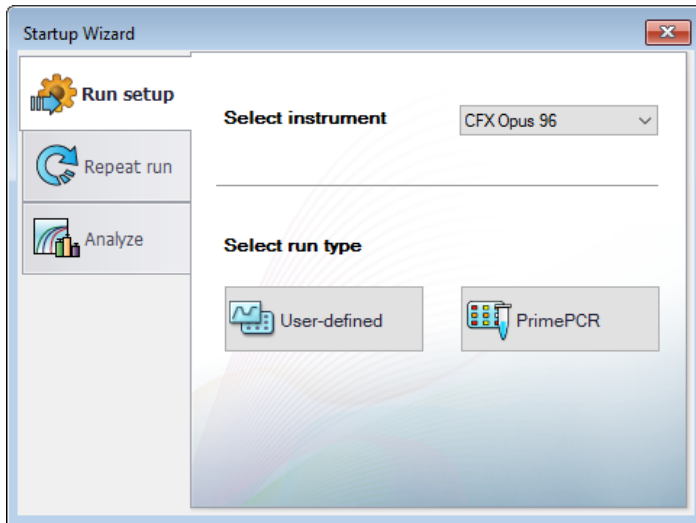 Startup Wizard
Run setup
Repeat run
Analyze
Select instrument
CFX Opus 96
Select run type
User-defined
PrimePCR